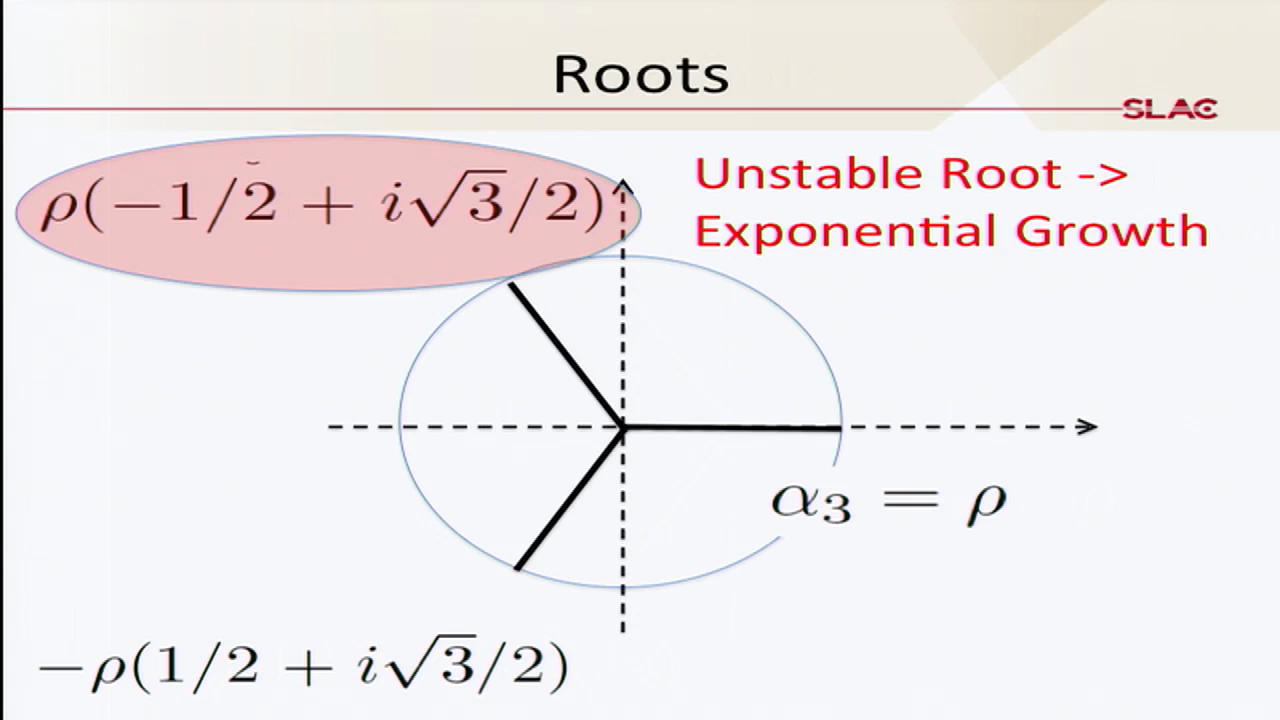 Roots
SLAC
ρ(−1/2 + i√3/2)
Unstable Root ->
Exponential Growth
α₃ = ρ
−ρ(1/2 + i√3/2)